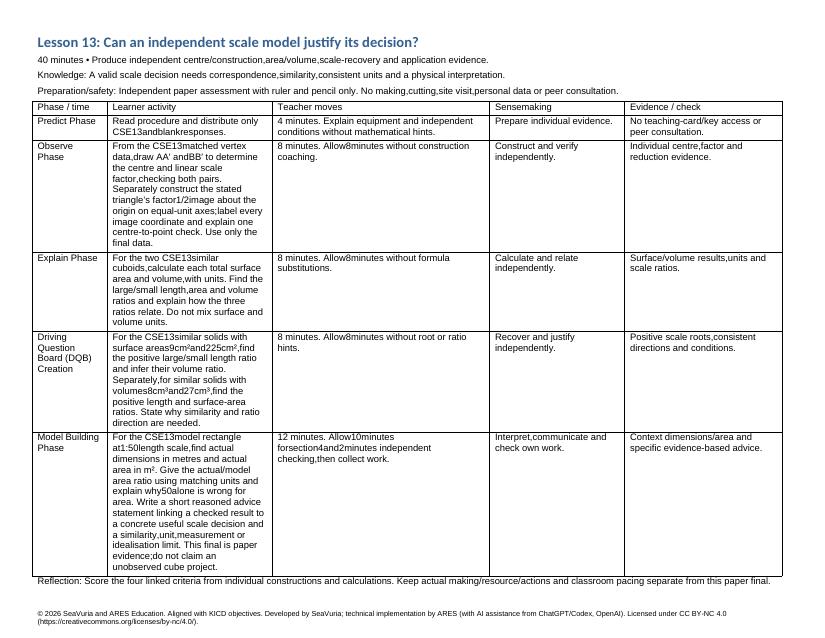 Lesson 13: Can an independent scale model justify its decision?
40 minutes • Produce independent centre/construction,area/volume,scale-recovery and application evidence.
Knowledge: A valid scale decision needs correspondence,similarity,consistent units and a physical interpretation.
Preparation/safety: Independent paper assessment with ruler and pencil only. No making,cutting,site visit,personal data or peer consultation.
Phase / time
Learner activity
Teacher moves
Sensemaking
Evidence / check
Predict Phase
Read procedure and distribute only
CSE13andblankresponses.
4 minutes. Explain equipment and independent
conditions without mathematical hints.
Prepare individual evidence.
No teaching-card/key access or
peer consultation.
Observe
Phase
From the CSE13matched vertex
data,draw AA' andBB' to determine
the centre and linear scale
factor,checking both pairs.
Separately construct the stated
triangle's factor1/2image about the
origin on equal-unit axes;label every
image coordinate and explain one
centre-to-point check. Use only the
final data.
8 minutes. Allow8minutes without construction
coaching.
Construct and verify
independently.
Individual centre,factor and
reduction evidence.
Explain Phase
For the two CSE13similar
cuboids,calculate each total surface
area and volume,with units. Find the
large/small length,area and volume
ratios and explain how the three
ratios relate. Do not mix surface and
volume units.
8 minutes. Allow8minutes without formula
substitutions.
Calculate and relate
independently.
Surface/volume results,units and
scale ratios.
Driving
Question
Board (DQB)
Creation
For the CSE13similar solids with
surface areas9cm²and225cm²,find
the positive large/small length ratio
and infer their volume ratio.
Separately,for similar solids with
volumes8cm³and27cm³,find the
positive length and surface-area
ratios. State why similarity and ratio
direction are needed.
8 minutes. Allow8minutes without root or ratio
hints.
Recover and justify
independently.
Positive scale roots,consistent
directions and conditions.
Model Building
Phase
For the CSE13model rectangle
at1:50length scale,find actual
dimensions in metres and actual
area in m². Give the actual/model
area ratio using matching units and
explain why50alone is wrong for
area. Write a short reasoned advice
statement linking a checked result to
a concrete useful scale decision and
a similarity,unit,measurement or
idealisation limit. This final is paper
evidence;do not claim an
unobserved cube project.
12 minutes. Allow10minutes
forsection4and2minutes independent
checking,then collect work.
Interpret,communicate and
check own work.
Context dimensions/area and
specific evidence-based advice.
Reflection: Score the four linked criteria from individual constructions and calculations. Keep actual making/resource/actions and classroom pacing separate from this paper final.
© 2026 SeaVuria and ARES Education. Aligned with KICD objectives. Developed by SeaVuria; technical implementation by ARES (with AI assistance from ChatGPT/Codex, OpenAI). Licensed under CC BY-NC 4.0
(https://creativecommons.org/licenses/by-nc/4.0/).